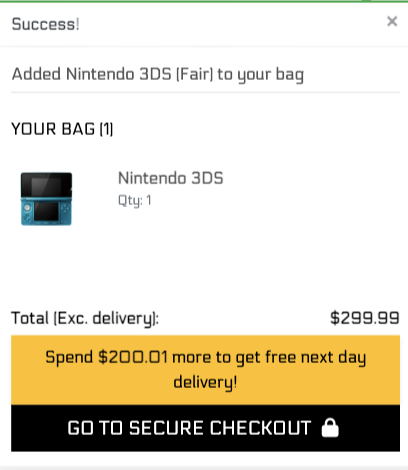 Success!
×
Added Nintendo 3DS (Fair) to your bag
YOUR BAG (1)
Nintendo 3DS
Qty: 1
Total (Exc. delivery): $299.99
Spend $200.01 more to get free next day
delivery!
GO TO SECURE CHECKOUT